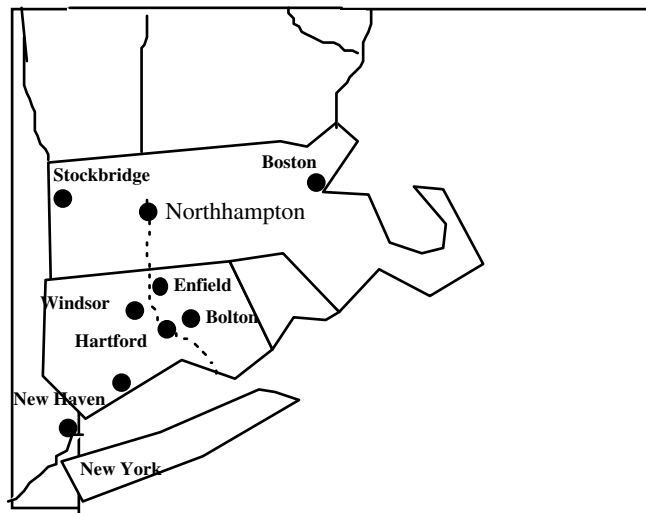 Boston
Stockbridge
Northhampton
Enfield
Windsor
Bolton
Hartford
New Haven
New York